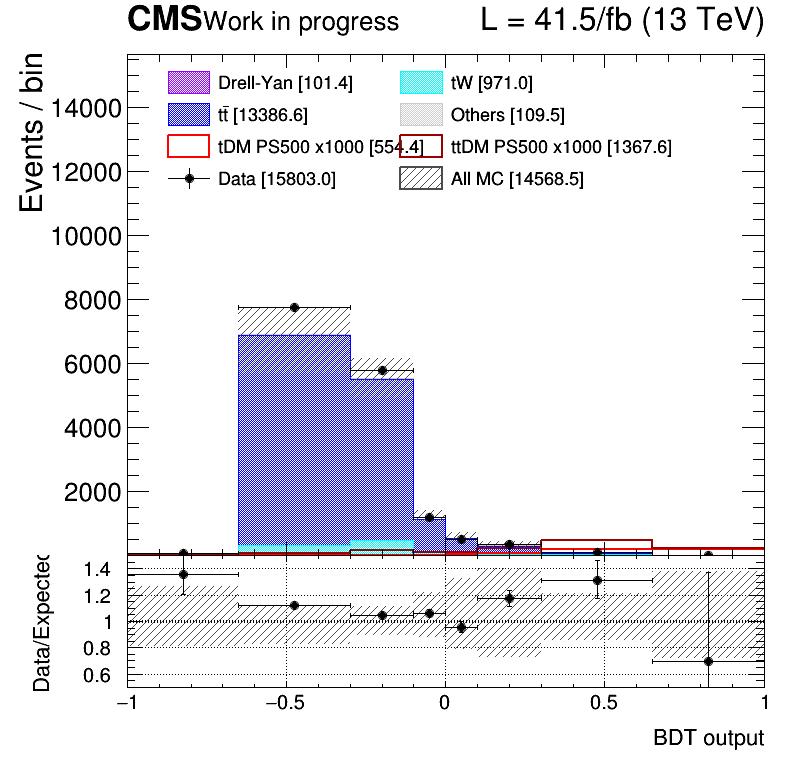 CMS Work in progress L = 41.5/fb (13 TeV)
Events / bin
Drell-Yan [101.4] tW [971.0]
tt̄ [13386.6] Others [109.5]
tDM PS500 x1000 [554.4] ttDM PS500 x1000 [1367.6]
Data [15803.0] All MC [14568.5]
14000
12000
10000
8000
6000
4000
2000
Data/Expected
1.4
1.2
1
0.8
0.6
−1 −0.5 0 0.5 1
BDT output